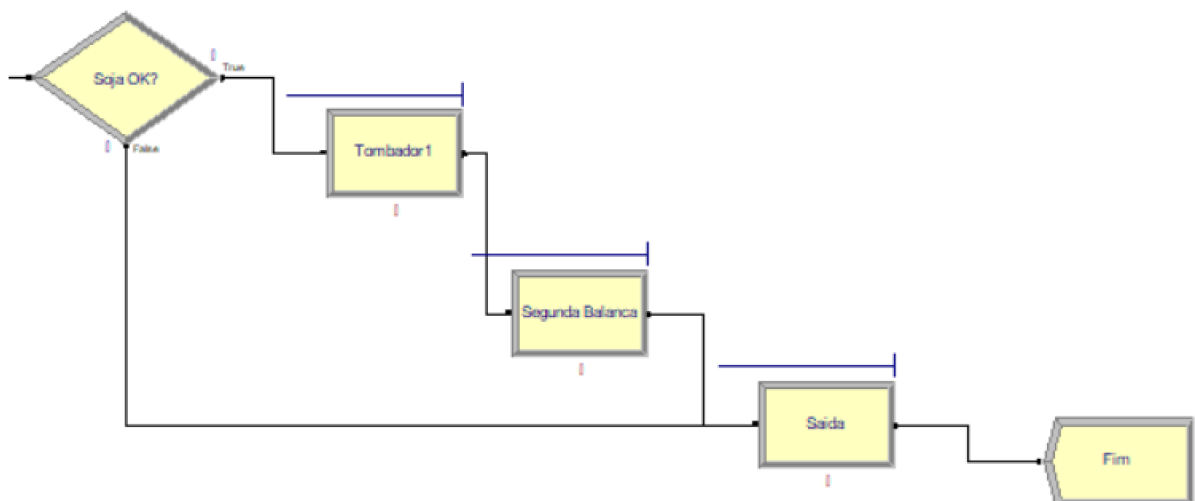 Soja OK?
True
False
Tombador1
Segunda Balanca
Saida
Fim